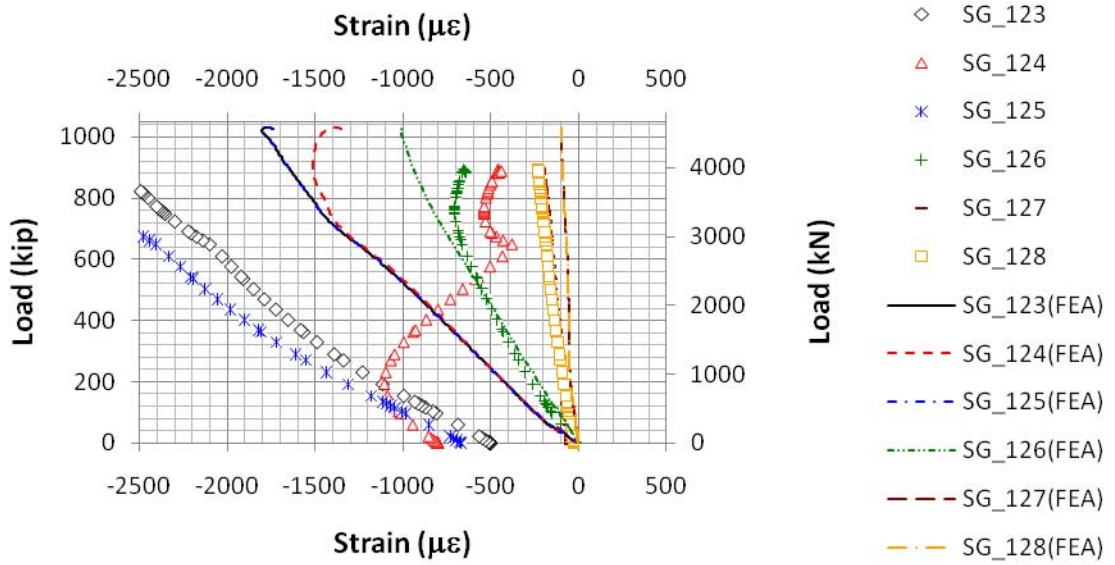 Strain (με)
-2500 -2000 -1500 -1000 -500 0 500
1000
800
600
400
200
0
Load (kip)
4000
3000
2000
1000
0
Load (kN)
-2500 -2000 -1500 -1000 -500 0 500
Strain (με)
SG_123
SG_124
SG_125
SG_126
SG_127
SG_128
SG_123(FEA)
SG_124(FEA)
SG_125(FEA)
SG_126(FEA)
SG_127(FEA)
SG_128(FEA)